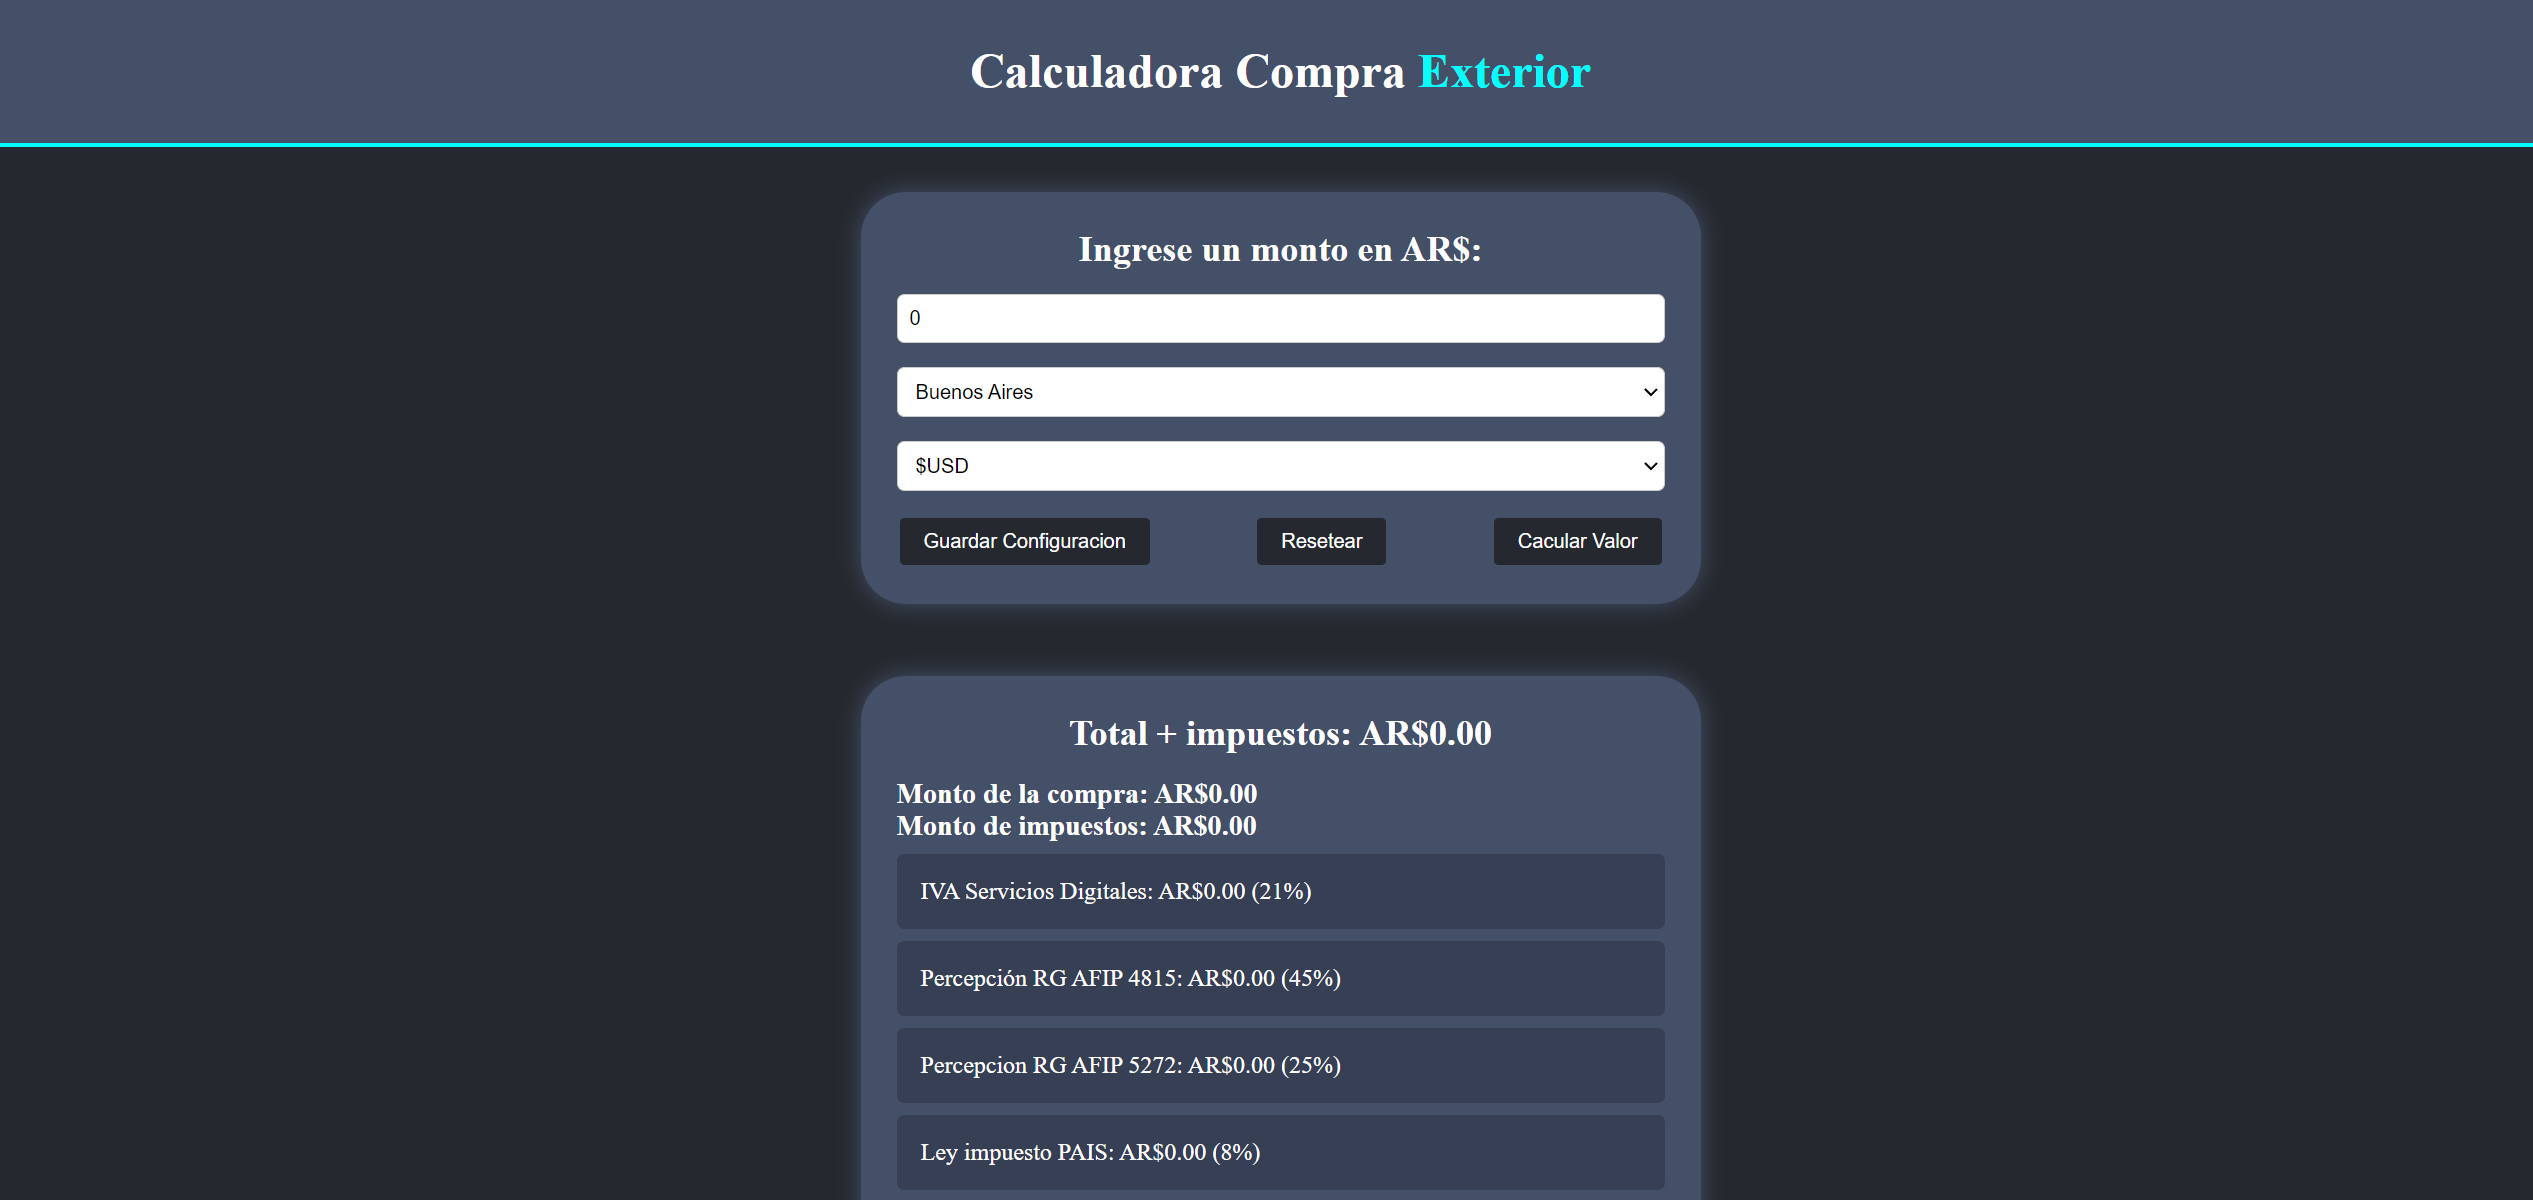 Calculadora Compra Exterior
Ingrese un monto en AR$:
0
Buenos Aires
$USD
Guardar Configuracion Resetear Cacular Valor
Total + impuestos: AR$0.00
Monto de la compra: AR$0.00
Monto de impuestos: AR$0.00
IVA Servicios Digitales: AR$0.00 (21%)
Percepción RG AFIP 4815: AR$0.00 (45%)
Percepcion RG AFIP 5272: AR$0.00 (25%)
Ley impuesto PAIS: AR$0.00 (8%)